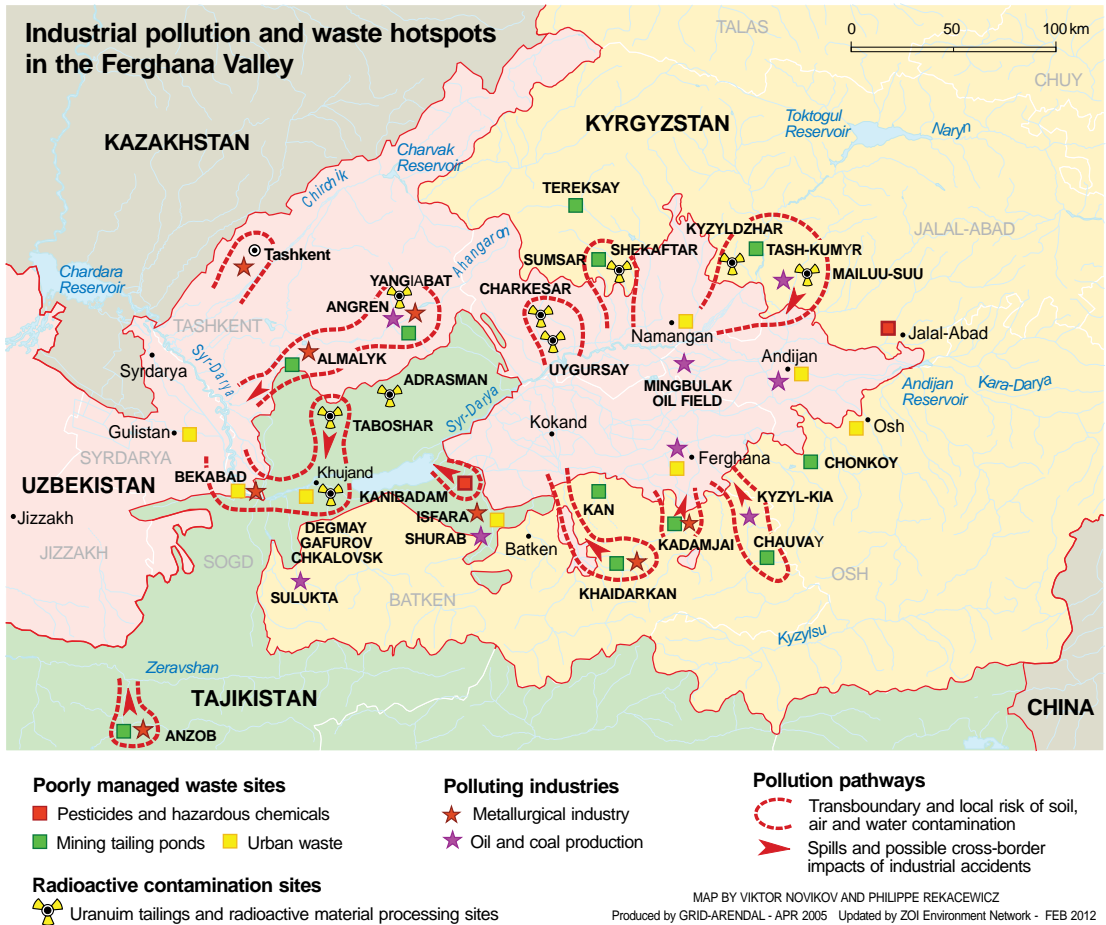 Industrial pollution and waste hotspots
in the Ferghana Valley
0 50 100 km
TALAS
CHUY
KAZAKHSTAN
KYRGYZSTAN
Toktogul
Reservoir
Naryn
Charvak
Reservoir
Chirchik
TEREKSAY
JALAL-ABAD
KYZYLDZHAR
Tashkent
Ahangaron
SUMSAR
SHEKAFTAR
TASH-KUMYR
MAILUU-SUU
Chardara
Reservoir
YANGIABAT
CHARKESAR
ANGREN
TASHKENT
Namangan
Jalal-Abad
Syrdarya
Syr-Darya
ALMALYK
UYGURSAY
MINGBULAK
OIL FIELD
Andijan
Andijan
Reservoir
Kara-Darya
ADRASMAN
Syr-Darya
TABOSHAR
Kokand
Osh
Gulistan
SYRDARYA
Ferghana
CHONKOY
BEKABAD
Khujand
UZBEKISTAN
KANIBADAM
KYZYL-KIA
KAN
Jizzakh
ISFARA
DEGMAY
GAFUROV
CHKALOVSK
SHURAB
Batken
KADAMJAI
CHAUVAY
JIZZAKH
SOGD
OSH
SULUKTA
BATKEN
KHAIDARKAN
Kyzylsu
Zeravshan
TAJIKISTAN
CHINA
ANZOB
Poorly managed waste sites
Pesticides and hazardous chemicals
Mining tailing ponds
Urban waste
Radioactive contamination sites
Uranuim tailings and radioactive material processing sites
Polluting industries
Metallurgical industry
Oil and coal production
Pollution pathways
Transboundary and local risk of soil,
air and water contamination
Spills and possible cross-border
impacts of industrial accidents
MAP BY VIKTOR NOVIKOV AND PHILIPPE REKACEWICZ
Produced by GRID-ARENDAL - APR 2005 Updated by ZOI Environment Network - FEB 2012